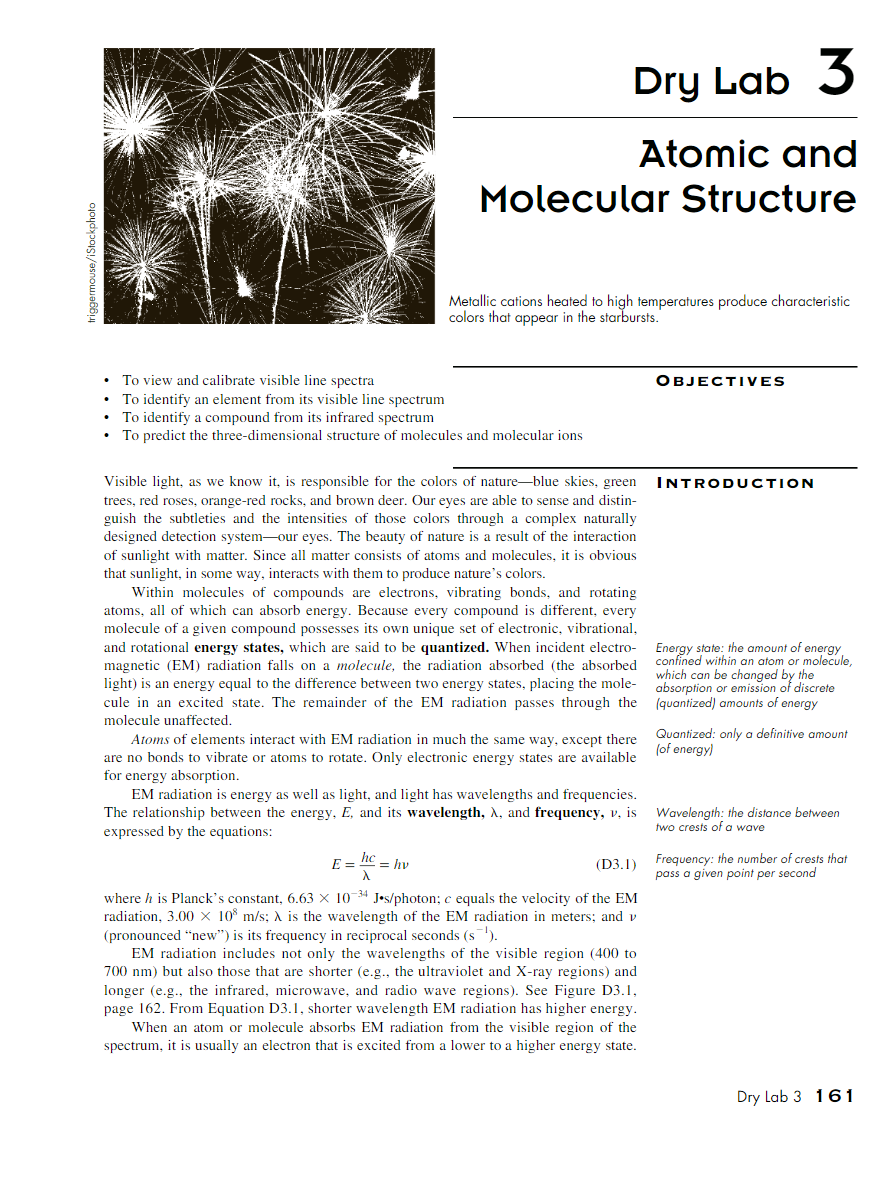 Dry Lab 3
Atomic and
Molecular Structure
triggermouse/iStockphoto
Metallic cations heated to high temperatures produce characteristic
colors that appear in the starbursts.
OBJECTIVES
• To view and calibrate visible line spectra
• To identify an element from its visible line spectrum
• To identify a compound from its infrared spectrum
• To predict the three-dimensional structure of molecules and molecular ions
INTRODUCTION
Visible light, as we know it, is responsible for the colors of nature—blue skies, green
trees, red roses, orange-red rocks, and brown deer. Our eyes are able to sense and distin-
guish the subtleties and the intensities of those colors through a complex naturally
designed detection system—our eyes. The beauty of nature is a result of the interaction
of sunlight with matter. Since all matter consists of atoms and molecules, it is obvious
that sunlight, in some way, interacts with them to produce nature's colors.
Within molecules of compounds are electrons, vibrating bonds, and rotating
atoms, all of which can absorb energy. Because every compound is different, every
molecule of a given compound possesses its own unique set of electronic, vibrational,
and rotational energy states, which are said to be quantized. When incident electro-
magnetic (EM) radiation falls on a molecule, the radiation absorbed (the absorbed
light) is an energy equal to the difference between two energy states, placing the mole-
cule in an excited state. The remainder of the EM radiation passes through the
molecule unaffected.
Energy state: the amount of energy
confined within an atom or molecule,
which can be changed by the
absorption or emission of discrete
(quantized) amounts of energy
Quantized: only a definitive amount
(of energy)
Atoms of elements interact with EM radiation in much the same way, except there
are no bonds to vibrate or atoms to rotate. Only electronic energy states are available
for energy absorption.
EM radiation is energy as well as light, and light has wavelengths and frequencies.
The relationship between the energy, E, and its wavelength, λ, and frequency, ν, is
expressed by the equations:
Wavelength: the distance between
two crests of a wave
Frequency: the number of crests that
pass a given point per second
E = hc/λ = hν (D3.1)
where h is Planck's constant, 6.63 × 10⁻³⁴ J•s/photon; c equals the velocity of the EM
radiation, 3.00 × 10⁸ m/s; λ is the wavelength of the EM radiation in meters; and ν
(pronounced "new") is its frequency in reciprocal seconds (s⁻¹).
EM radiation includes not only the wavelengths of the visible region (400 to
700 nm) but also those that are shorter (e.g., the ultraviolet and X-ray regions) and
longer (e.g., the infrared, microwave, and radio wave regions). See Figure D3.1,
page 162. From Equation D3.1, shorter wavelength EM radiation has higher energy.
When an atom or molecule absorbs EM radiation from the visible region of the
spectrum, it is usually an electron that is excited from a lower to a higher energy state.
Dry Lab 3 161